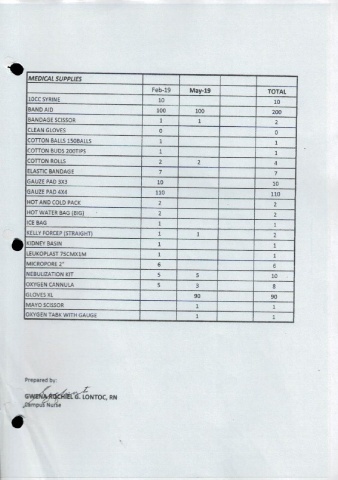 MEDICAL SUPPLIES
Feb-19 May-19 TOTAL
10CC SYRINE 10 10
BAND AID 100 100 200
BANDAGE SCISSOR 1 1 2
CLEAN GLOVES 0 0
COTTON BALLS 150BALLS 1 1
COTTON BUDS 200TIPS 1 1
COTTON ROLLS 2 2 4
ELASTIC BANDAGE 7 7
GAUZE PAD 3X3 10 10
GAUZE PAD 4X4 110 110
HOT AND COLD PACK 2 2
HOT WATER BAG (BIG) 2 2
ICE BAG 1 1
KELLY FORCEP (STRAIGHT) 1 1 2
KIDNEY BASIN 1 1
LEUKOPLAST 75CMX1M 1 1
MICROPORE 2" 6 6
NEBULIZATION KIT 5 5 10
OXYGEN CANNULA 5 3 8
GLOVES XL 90 90
MAYO SCISSOR 1 1
OXYGEN TABK WITH GAUGE 1 1
Prepared by:
G. LONTOC, RN
Campus Nurse